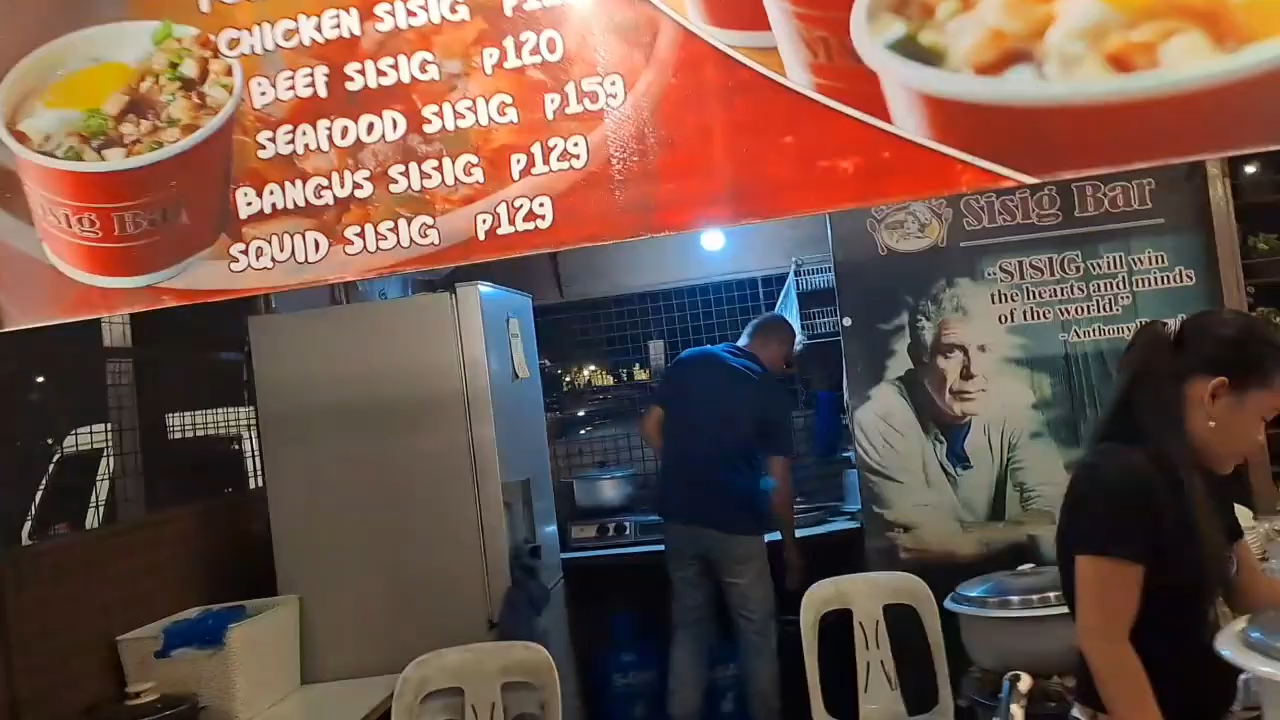 CHICKEN SISIG
BEEF SISIG P120
SEAFOOD SISIG P159
BANGUS SISIG P129
SQUID SISIG P129
Sisig Bar
Sisig Bar
"SISIG will win
the hearts and minds
of the world."
- Anthony